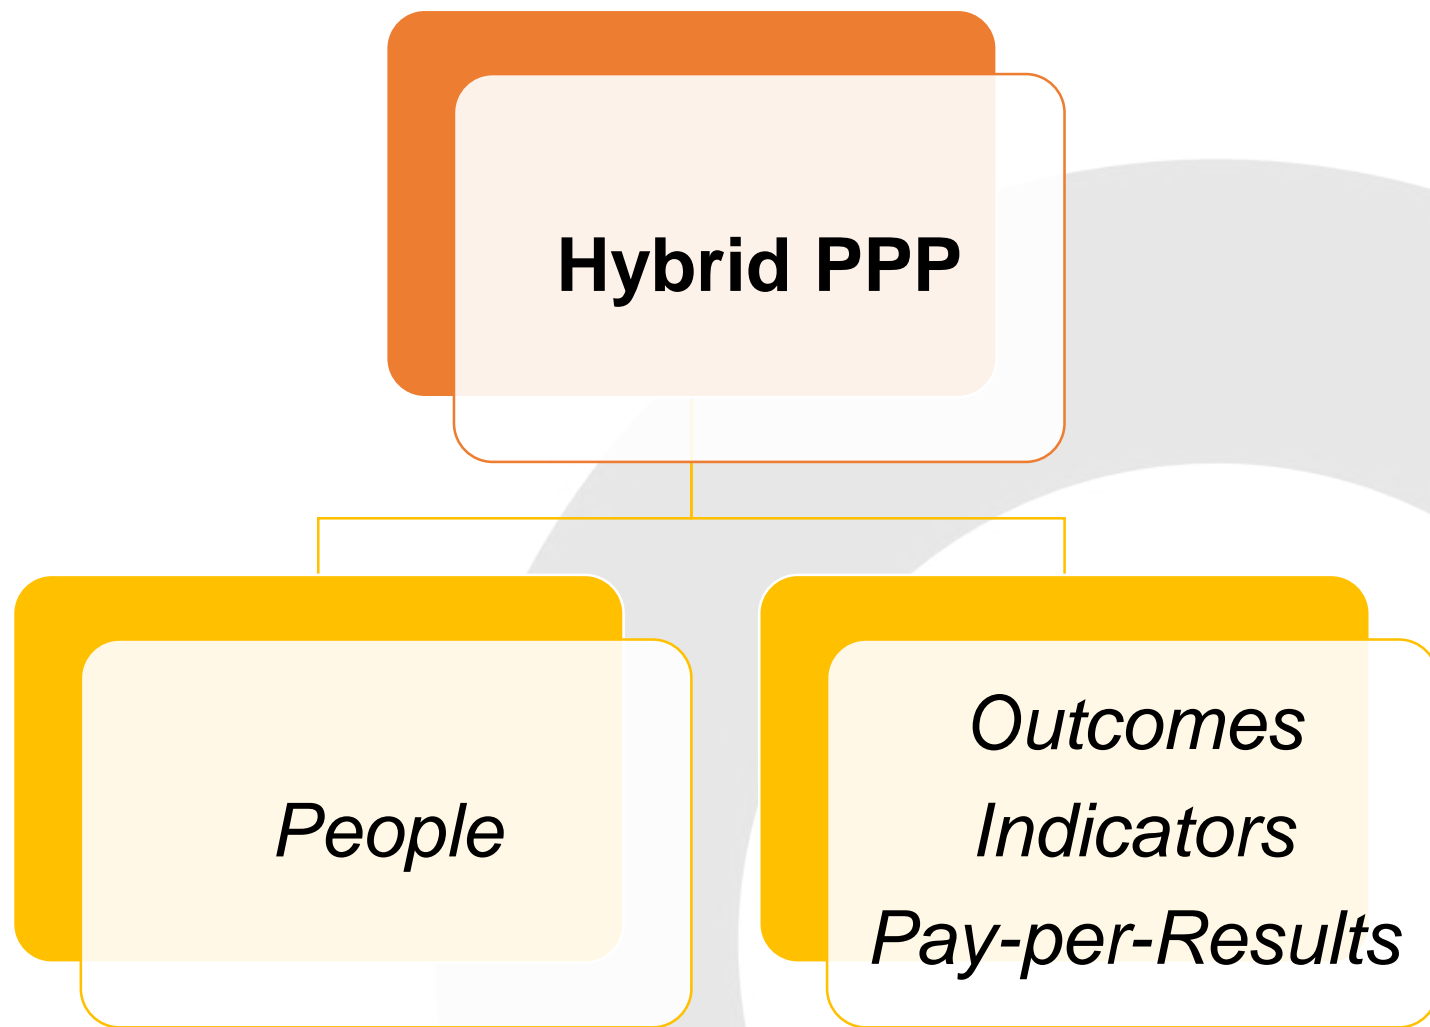 Hybrid PPP
People
Outcomes
Indicators
Pay-per-Results